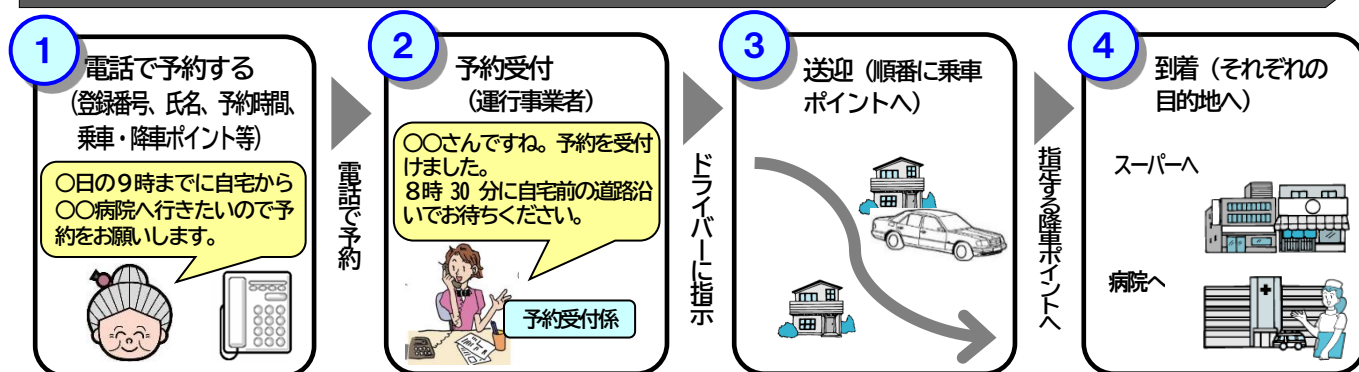 1
電話で予約する
（登録番号、氏名、予約時間、
乗車・降車ポイント等）
〇日の９時までに自宅から
〇〇病院へ行きたいので予
約をお願いします。
電話で予約
2
予約受付
（運行事業者）
〇〇さんですね。予約を受付
けました。
８時 30 分に自宅前の道路沿
いでお待ちください。
予約受付係
ドライバーに指示
3
送迎（順番に乗車
ポイントへ）
指定する降車ポイントへ
4
到着（それぞれの
目的地へ）
スーパーへ
病院へ